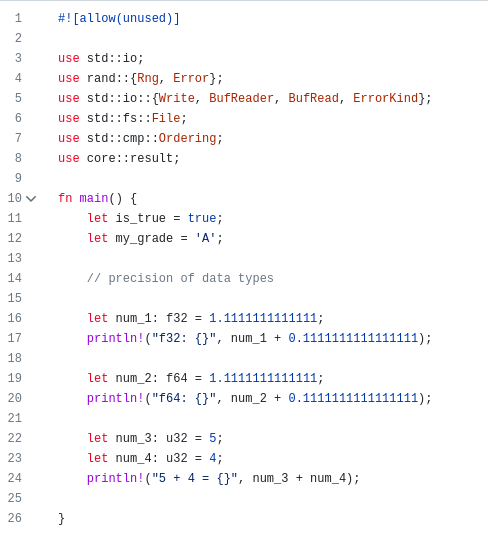 1 #![allow(unused)]
2
3 use std::io;
4 use rand::{Rng, Error};
5 use std::io::{Write, BufReader, BufRead, ErrorKind};
6 use std::fs::File;
7 use std::cmp::Ordering;
8 use core::result;
9
10 fn main() {
11 let is_true = true;
12 let my_grade = 'A';
13
14 // precision of data types
15
16 let num_1: f32 = 1.1111111111111;
17 println!("f32: {}", num_1 + 0.1111111111111111);
18
19 let num_2: f64 = 1.1111111111111;
20 println!("f64: {}", num_2 + 0.1111111111111111);
21
22 let num_3: u32 = 5;
23 let num_4: u32 = 4;
24 println!("5 + 4 = {}", num_3 + num_4);
25
26 }